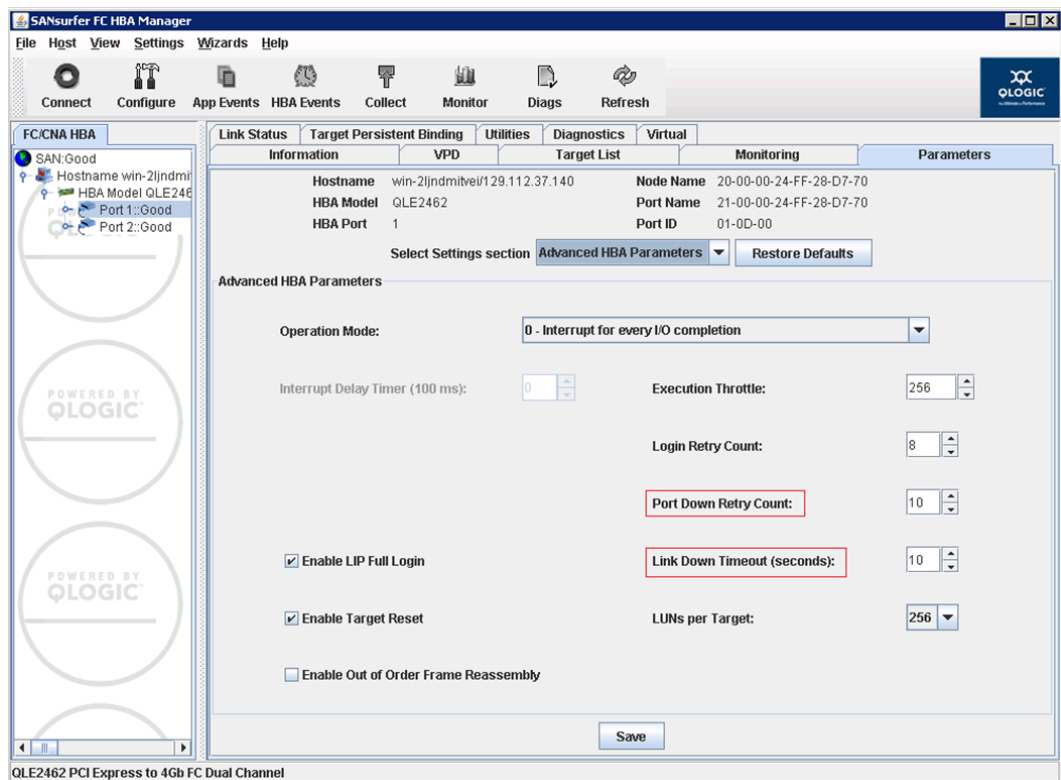 SANsurfer FC HBA Manager
File Host View Settings Wizards Help
Connect Configure App Events HBA Events Collect Monitor Diags Refresh
QLOGIC
FC/CNA HBA
SAN:Good
Hostname win-2ljndmit
HBA Model QLE246
Port 1::Good
Port 2::Good
POWERED BY
QLOGIC
POWERED BY
QLOGIC
Link Status Target Persistent Binding Utilities Diagnostics Virtual
Information VPD Target List Monitoring Parameters
Hostname win-2ljndmitvei/129.112.37.140 Node Name 20-00-00-24-FF-28-D7-70
HBA Model QLE2462 Port Name 21-00-00-24-FF-28-D7-70
HBA Port 1 Port ID 01-0D-00
Select Settings section Advanced HBA Parameters Restore Defaults
Advanced HBA Parameters
Operation Mode: 0 - Interrupt for every I/O completion
Interrupt Delay Timer (100 ms): 0 Execution Throttle: 256
Login Retry Count: 8
Port Down Retry Count: 10
Enable LIP Full Login Link Down Timeout (seconds): 10
Enable Target Reset LUNs per Target: 256
Enable Out of Order Frame Reassembly
Save
QLE2462 PCI Express to 4Gb FC Dual Channel